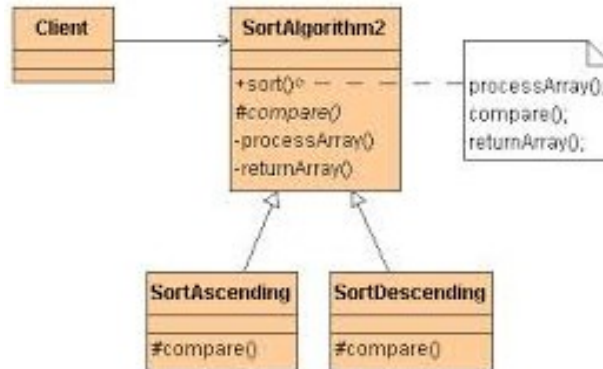 Client
SortAlgorithm2
+sort()
#compare()
-processArray()
-returnArray()
processArray();
compare();
returnArray();
SortAscending
#compare()
SortDescending
#compare()